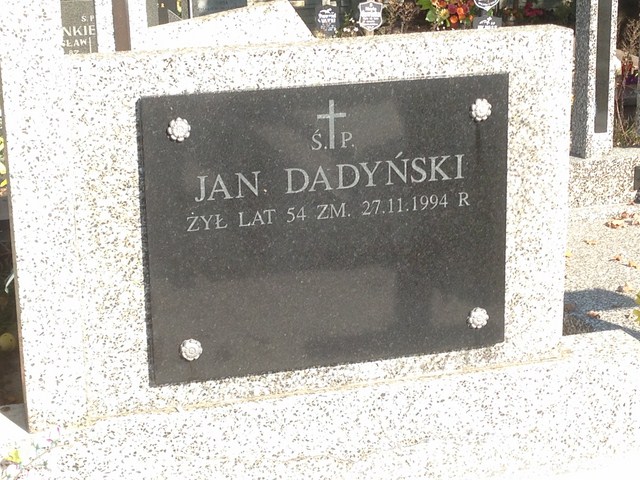 Ś. P.
JAN. DADYŃSKI
ŻYŁ LAT 54 ZM. 27.11.1994 R